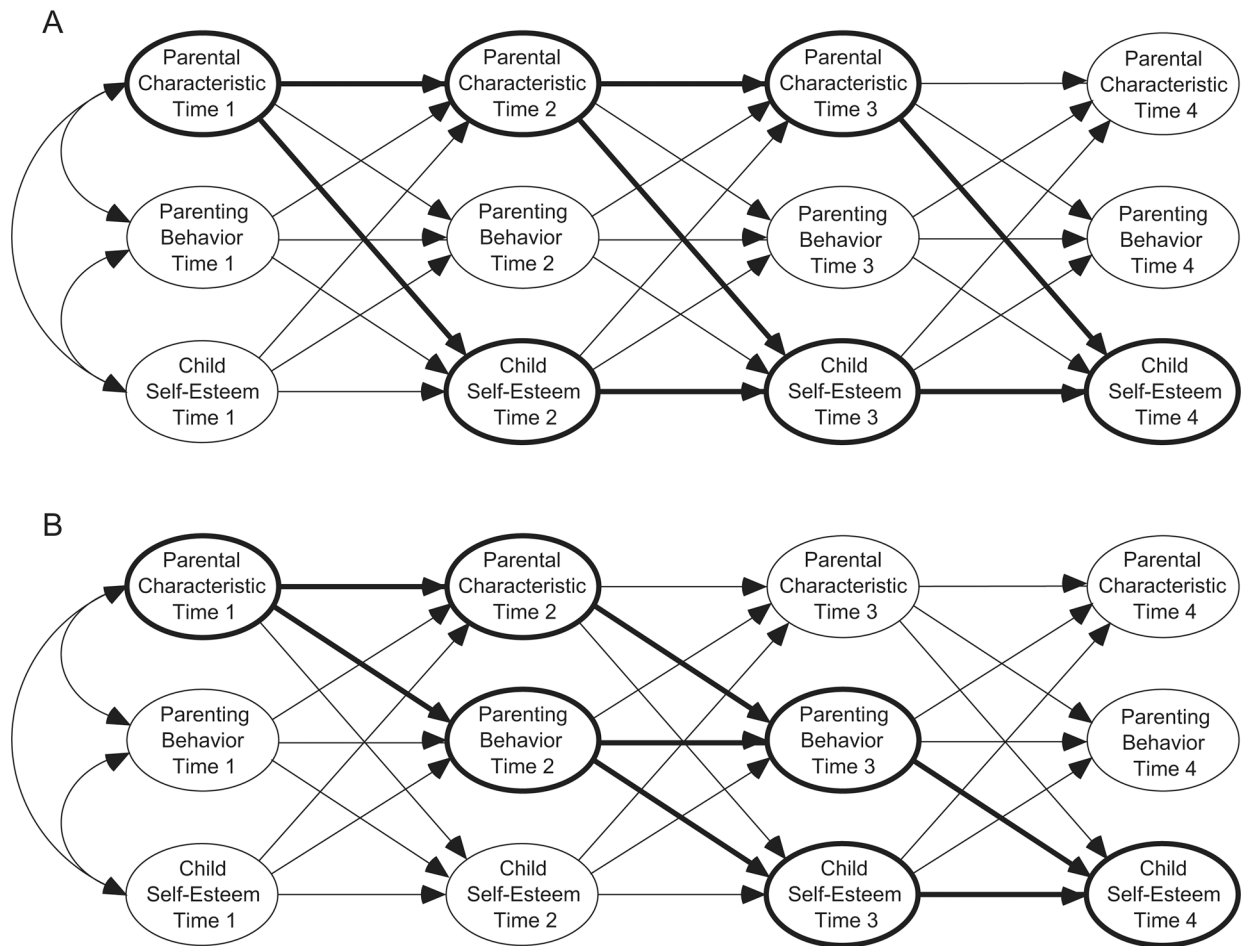 A
Parental
Characteristic
Time 1
Parental
Characteristic
Time 2
Parental
Characteristic
Time 3
Parental
Characteristic
Time 4
Parenting
Behavior
Time 1
Parenting
Behavior
Time 2
Parenting
Behavior
Time 3
Parenting
Behavior
Time 4
Child
Self-Esteem
Time 1
Child
Self-Esteem
Time 2
Child
Self-Esteem
Time 3
Child
Self-Esteem
Time 4
B
Parental
Characteristic
Time 1
Parental
Characteristic
Time 2
Parental
Characteristic
Time 3
Parental
Characteristic
Time 4
Parenting
Behavior
Time 1
Parenting
Behavior
Time 2
Parenting
Behavior
Time 3
Parenting
Behavior
Time 4
Child
Self-Esteem
Time 1
Child
Self-Esteem
Time 2
Child
Self-Esteem
Time 3
Child
Self-Esteem
Time 4